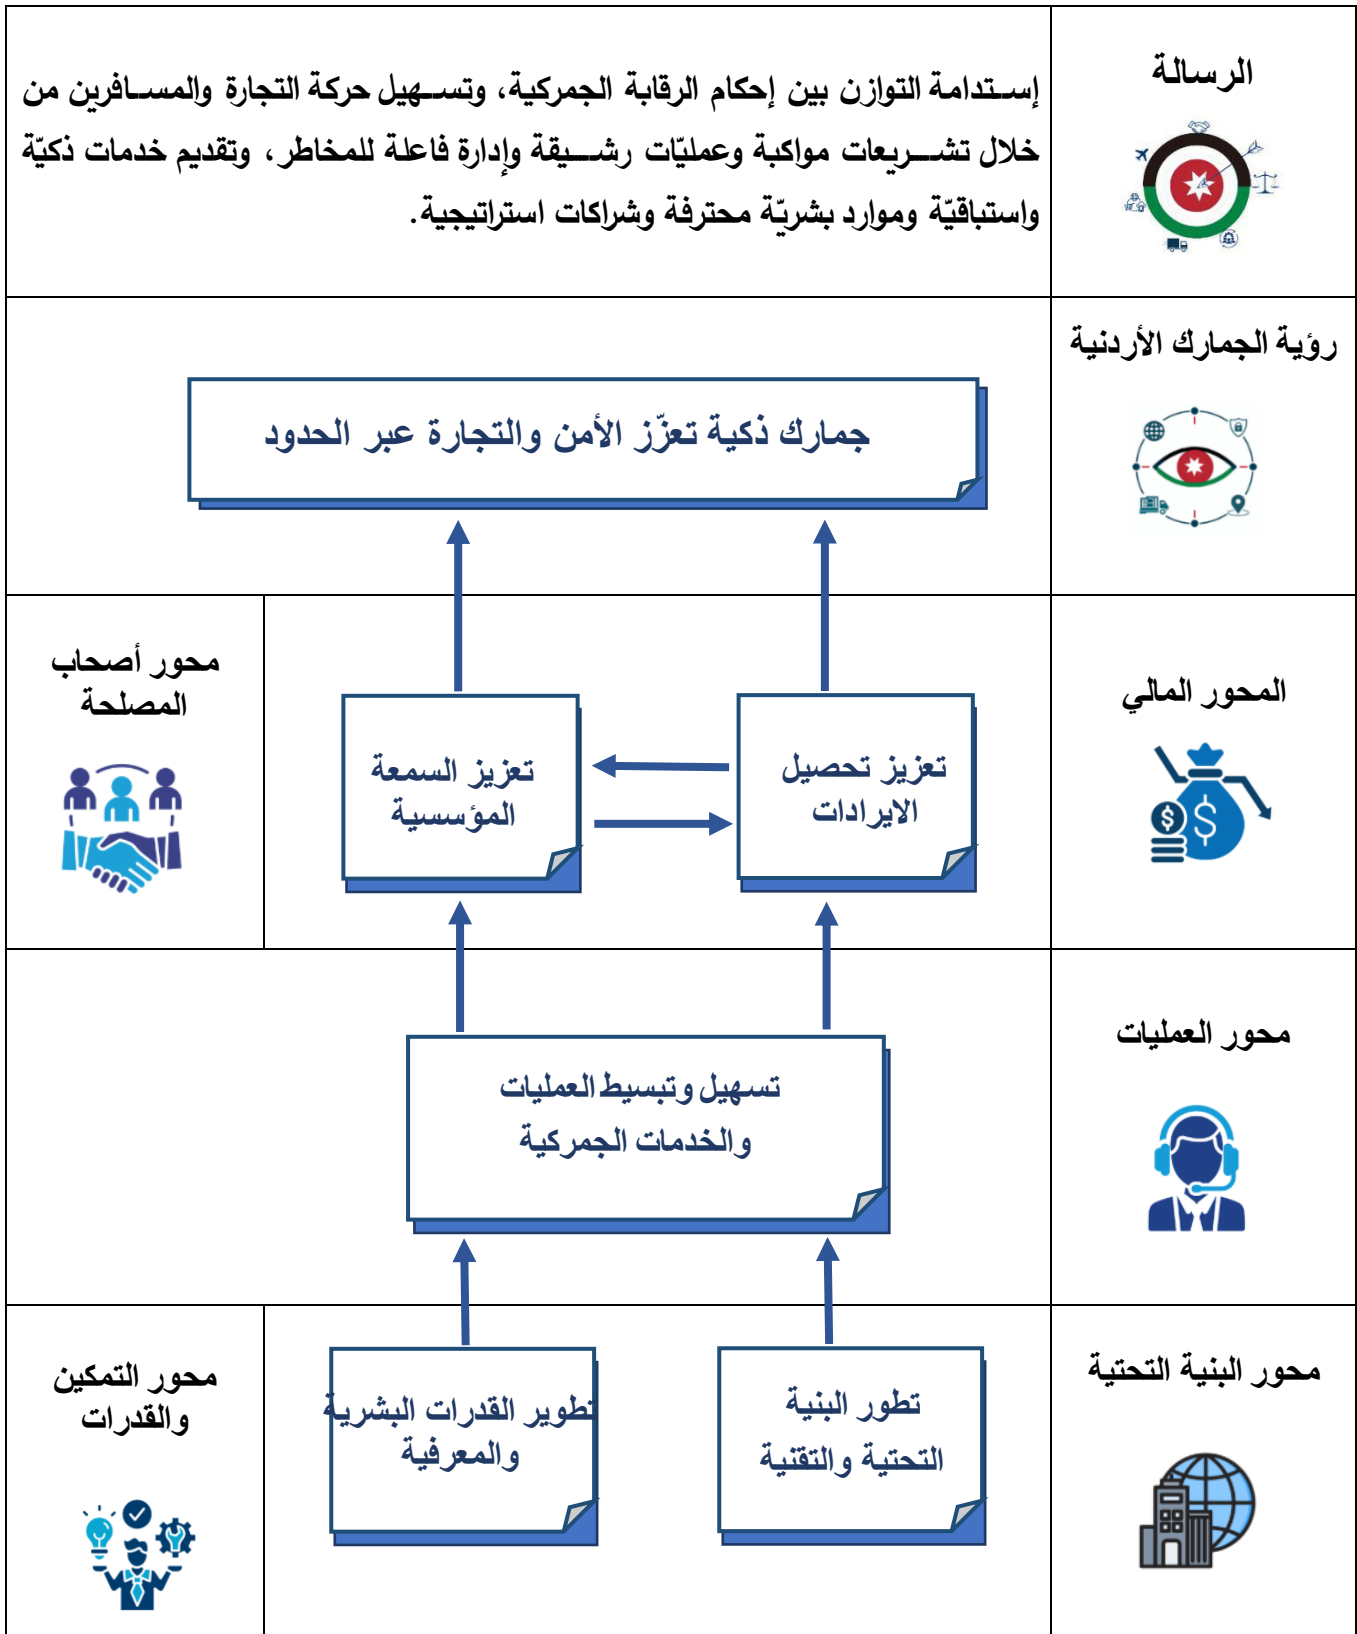 الرسالة
إستدامة التوازن بين إحكام الرقابة الجمركية، وتسهيل حركة التجارة والمسافرين من
خلال تشريعات مواكبة وعمليّات رشيقة وإدارة فاعلة للمخاطر، وتقديم خدمات ذكيّة
واستباقيّة وموارد بشريّة محترفة وشراكات استراتيجية.
رؤية الجمارك الأردنية
جمارك ذكية تعزّز الأمن والتجارة عبر الحدود
المحور المالي
تعزيز تحصيل
الايرادات
تعزيز السمعة
المؤسسية
محور أصحاب
المصلحة
محور العمليات
تسهيل وتبسيط العمليات
والخدمات الجمركية
محور البنية التحتية
تطور البنية
التحتية والتقنية
تطوير القدرات البشرية
والمعرفية
محور التمكين
والقدرات